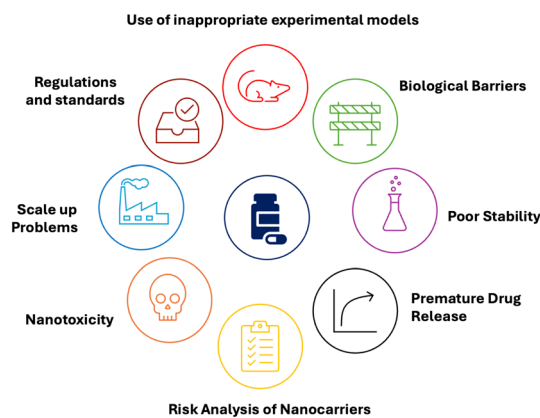 Use of inappropriate experimental models
Regulations
and standards
Biological Barriers
Scale up
Problems
Poor Stability
Nanotoxicity
Premature Drug
Release
Risk Analysis of Nanocarriers